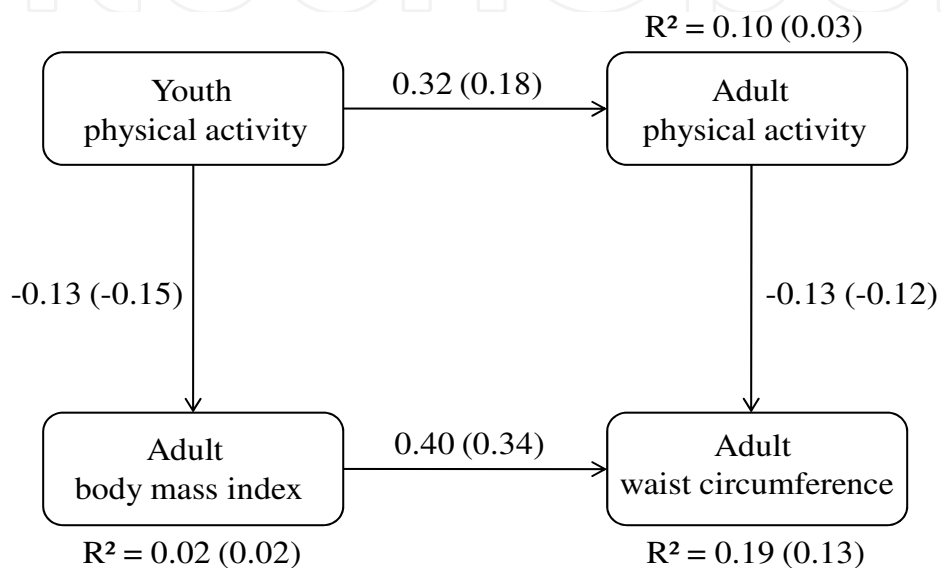 R² = 0.10 (0.03)
Youth
physical activity
0.32 (0.18)
Adult
physical activity
-0.13 (-0.15)
-0.13 (-0.12)
Adult
body mass index
0.40 (0.34)
Adult
waist circumference
R² = 0.02 (0.02)
R² = 0.19 (0.13)